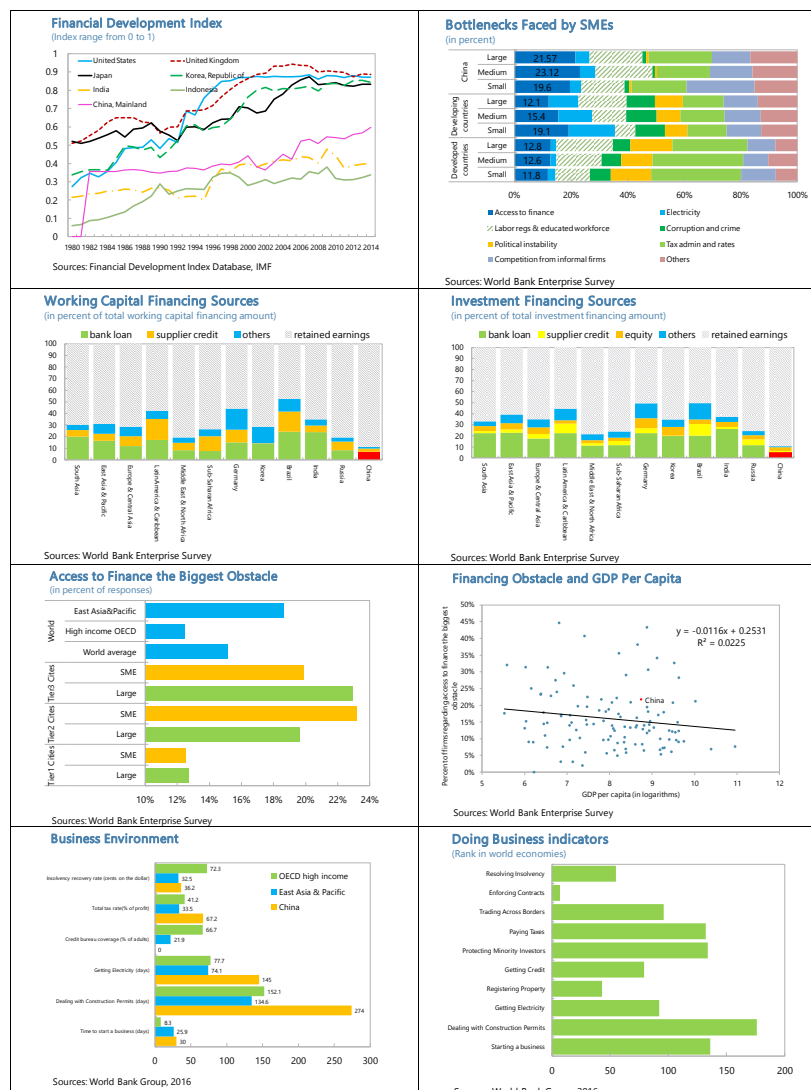 Financial Development Index
(Index range from 0 to 1)
1
0.9
0.8
0.7
0.6
0.5
0.4
0.3
0.2
0.1
0
United States
United Kingdom
Japan
Korea, Republic of
India
Indonesia
China, Mainland
1980 1982 1984 1986 1988 1990 1992 1994 1996 1998 2000 2002 2004 2006 2008 2010 2012 2014
Sources: Financial Development Index Database, IMF
Bottlenecks Faced by SMEs
(in percent)
China
Large 21.57
Medium 23.12
Small 19.6
Developing countries
Large 12.1
Medium 15.4
Small 19.1
Developed countries
Large 12.8
Medium 12.6
Small 11.8
0% 20% 40% 60% 80% 100%
Access to finance
Electricity
Labor regs & educated workforce
Corruption and crime
Political instability
Tax admin and rates
Competition from informal firms
Others
Sources: World Bank Enterprise Survey
Working Capital Financing Sources
(in percent of total working capital financing amount)
bank loan supplier credit others retained earnings
100
90
80
70
60
50
40
30
20
10
0
South Asia
East Asia & Pacific
Europe & Central Asia
Latin America & Caribbean
Middle East & North Africa
Sub-Saharan Africa
Germany
Korea
Brazil
India
Russia
China
Sources: World Bank Enterprise Survey
Investment Financing Sources
(in percent of total investment financing amount)
bank loan supplier credit equity others retained earnings
100
90
80
70
60
50
40
30
20
10
0
South Asia
East Asia & Pacific
Europe & Central Asia
Latin America & Caribbean
Middle East & North Africa
Sub-Saharan Africa
Germany
Korea
Brazil
India
Russia
China
Sources: World Bank Enterprise Survey
Access to Finance the Biggest Obstacle
(in percent of responses)
World
East Asia&Pacific
High income OECD
World average
Tier3 Cites
SME
Large
Tier2 Cites
SME
Large
Tier1 Cities
SME
Large
10% 12% 14% 16% 18% 20% 22% 24%
Sources: World Bank Enterprise Survey
Financing Obstacle and GDP Per Capita
Percent of firms regarding access to finance the biggest
obstacle
50%
45%
40%
35%
30%
25%
20%
15%
10%
5%
0%
y = -0.0116x + 0.2531
R² = 0.0225
China
5 6 7 8 9 10 11 12
GDP per capita (in logarithms)
Sources: World Bank Enterprise Survey
Business Environment
OECD high income
East Asia & Pacific
China
Insolvency recovery rate (cents on the dollar)
72.3
32.5
36.2
Total tax rate(% of profit)
41.2
33.5
67.2
Credit bureau coverage (% of adults)
66.7
21.9
0
Getting Electricity (days)
77.7
74.1
145
Dealing with Construction Permits (days)
152.1
134.6
274
Time to start a business (days)
8.3
25.9
30
0 50 100 150 200 250 300
Sources: World Bank Group, 2016
Doing Business indicators
(Rank in world economies)
Resolving Insolvency
Enforcing Contracts
Trading Across Borders
Paying Taxes
Protecting Minority Investors
Getting Credit
Registering Property
Getting Electricity
Dealing with Construction Permits
Starting a business
0 50 100 150 200